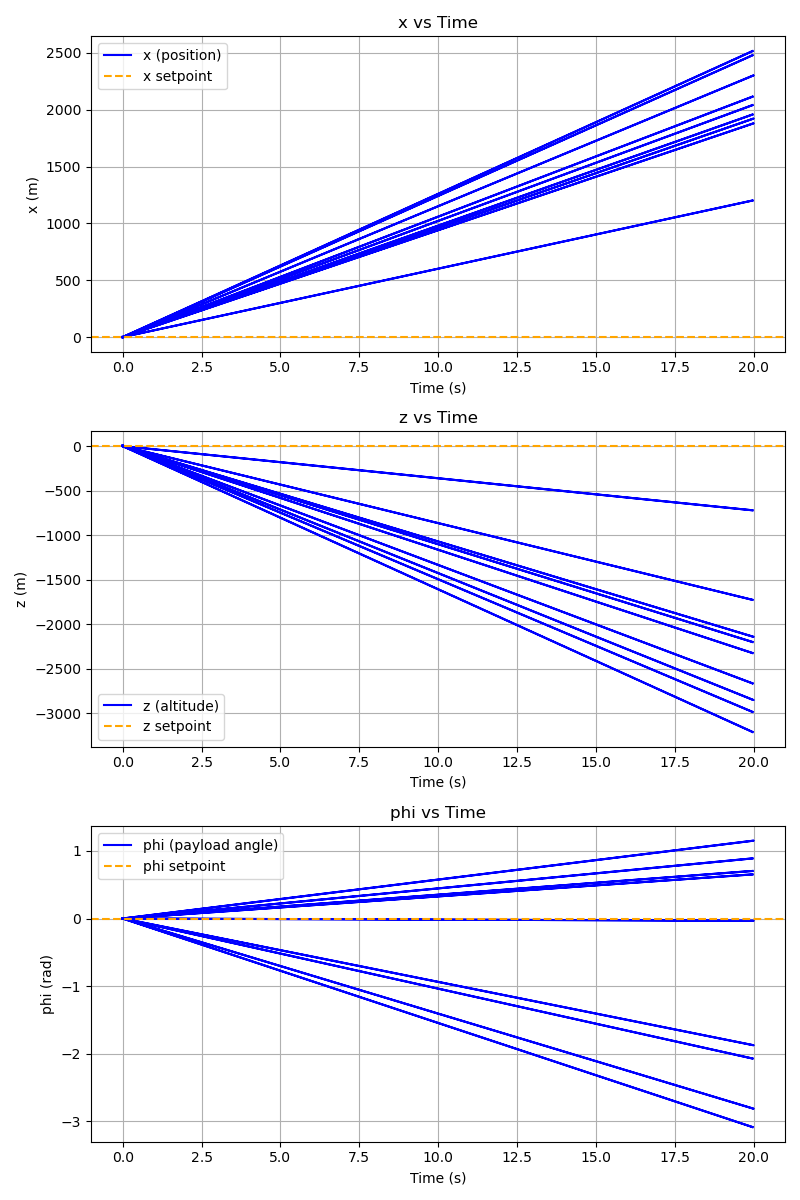 x vs Time
x (position)
x setpoint
2500
2000
1500
1000
500
0
x (m)
0.0 2.5 5.0 7.5 10.0 12.5 15.0 17.5 20.0
Time (s)
z vs Time
0
−500
−1000
−1500
−2000
−2500
−3000
z (m)
z (altitude)
z setpoint
0.0 2.5 5.0 7.5 10.0 12.5 15.0 17.5 20.0
Time (s)
phi vs Time
phi (payload angle)
phi setpoint
1
0
−1
−2
−3
phi (rad)
0.0 2.5 5.0 7.5 10.0 12.5 15.0 17.5 20.0
Time (s)